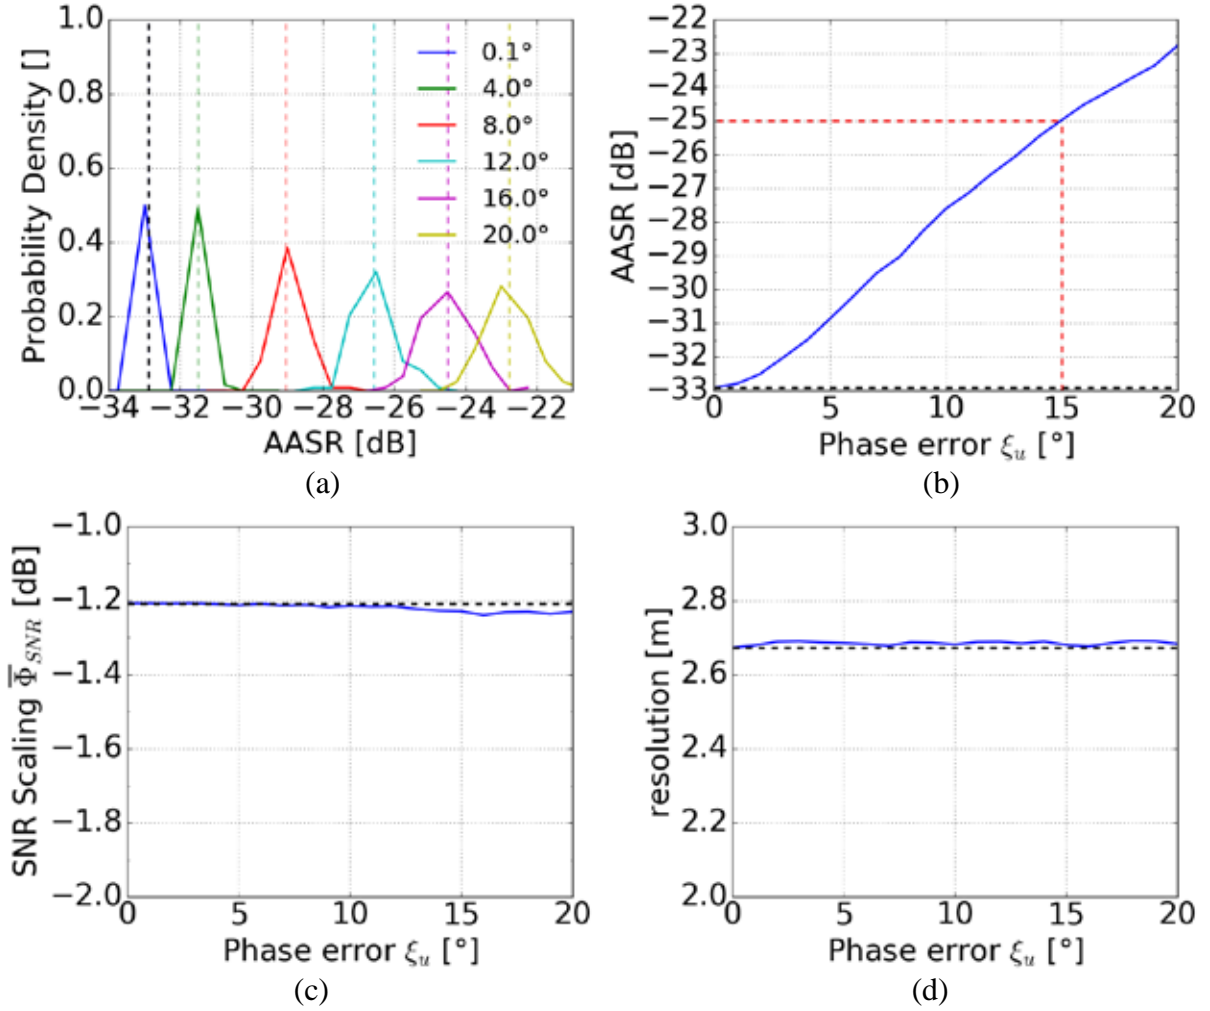 Probability Density []
1.0
0.8
0.6
0.4
0.2
0.0
−34 −32 −30 −28 −26 −24 −22
AASR [dB]
0.1°
4.0°
8.0°
12.0°
16.0°
20.0°
(a)
AASR [dB]
−22
−23
−24
−25
−26
−27
−28
−29
−30
−31
−32
−33
0 5 10 15 20
Phase error ξ_u [°]
(b)
SNR Scaling Φ̅_SNR [dB]
−1.0
−1.2
−1.4
−1.6
−1.8
−2.0
0 5 10 15 20
Phase error ξ_u [°]
(c)
resolution [m]
3.0
2.8
2.6
2.4
2.2
2.0
0 5 10 15 20
Phase error ξ_u [°]
(d)